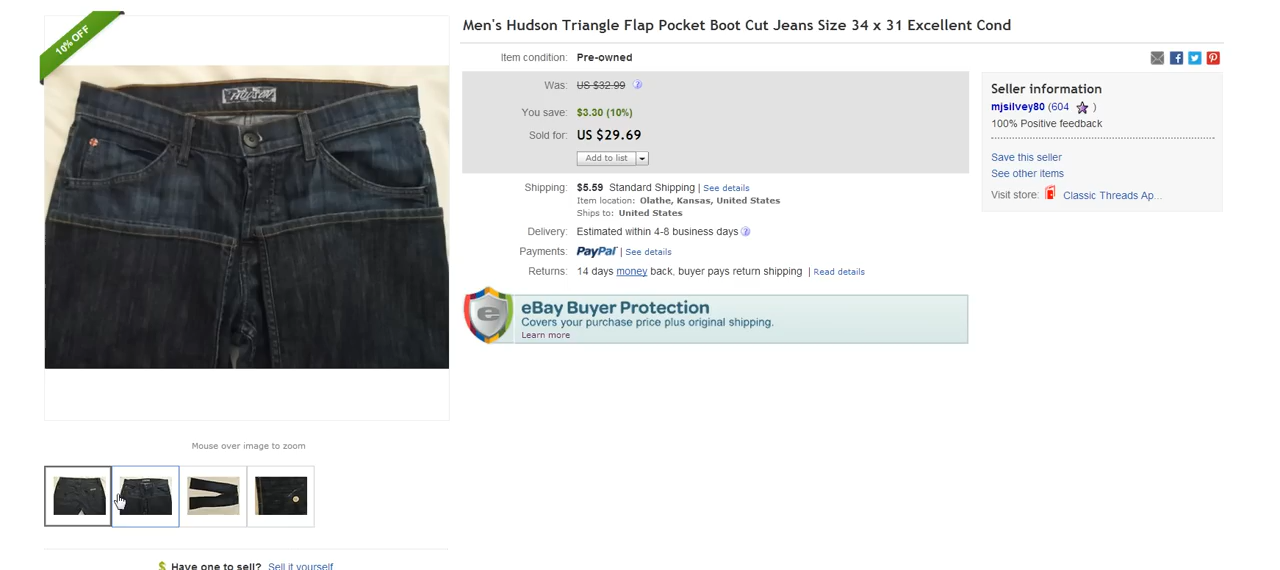 10% OFF
HUDSON
Men's Hudson Triangle Flap Pocket Boot Cut Jeans Size 34 x 31 Excellent Cond
Item condition: Pre-owned
Was: US $32.99
You save: $3.30 (10%)
Sold for: US $29.69
Add to list
Shipping: $5.59 Standard Shipping | See details
Item location: Olathe, Kansas, United States
Ships to: United States
Delivery: Estimated within 4-8 business days
Payments: PayPal | See details
Returns: 14 days money back, buyer pays return shipping | Read details
e
eBay Buyer Protection
Covers your purchase price plus original shipping.
Learn more
Seller information
mjsilvey80 (604 )
100% Positive feedback
Save this seller
See other items
Visit store: Classic Threads Ap...
Mouse over image to zoom
$ Have one to sell? Sell it yourself